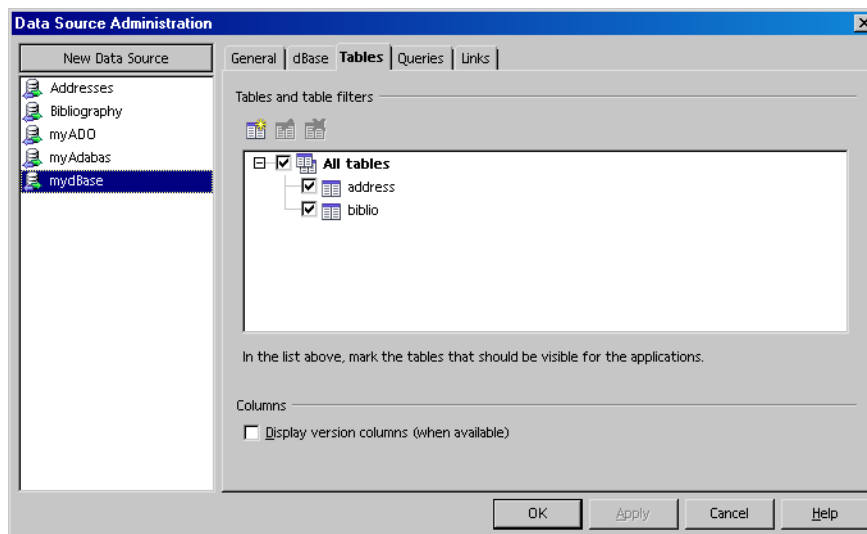 Data Source Administration
New Data Source
Addresses
Bibliography
myADO
myAdabas
mydBase
General dBase Tables Queries Links
Tables and table filters
All tables
address
biblio
In the list above, mark the tables that should be visible for the applications.
Columns
Display version columns (when available)
OK Apply Cancel Help